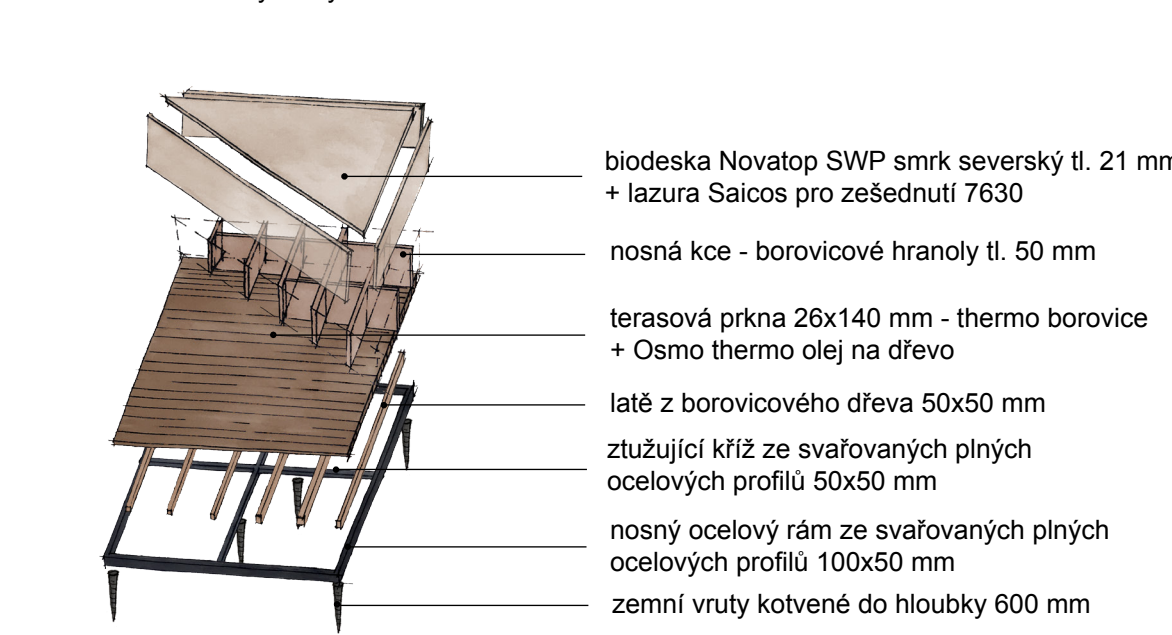 biodeska Novatop SWP smrk severský tl. 21 mm
+ lazura Saicos pro zešednutí 7630
nosná kce - borovicové hranoly tl. 50 mm
terasová prkna 26x140 mm - thermo borovice
+ Osmo thermo olej na dřevo
latě z borovicového dřeva 50x50 mm
ztužující kříž ze svařovaných plných
ocelových profilů 50x50 mm
nosný ocelový rám ze svařovaných plných
ocelových profilů 100x50 mm
zemní vruty kotvené do hloubky 600 mm